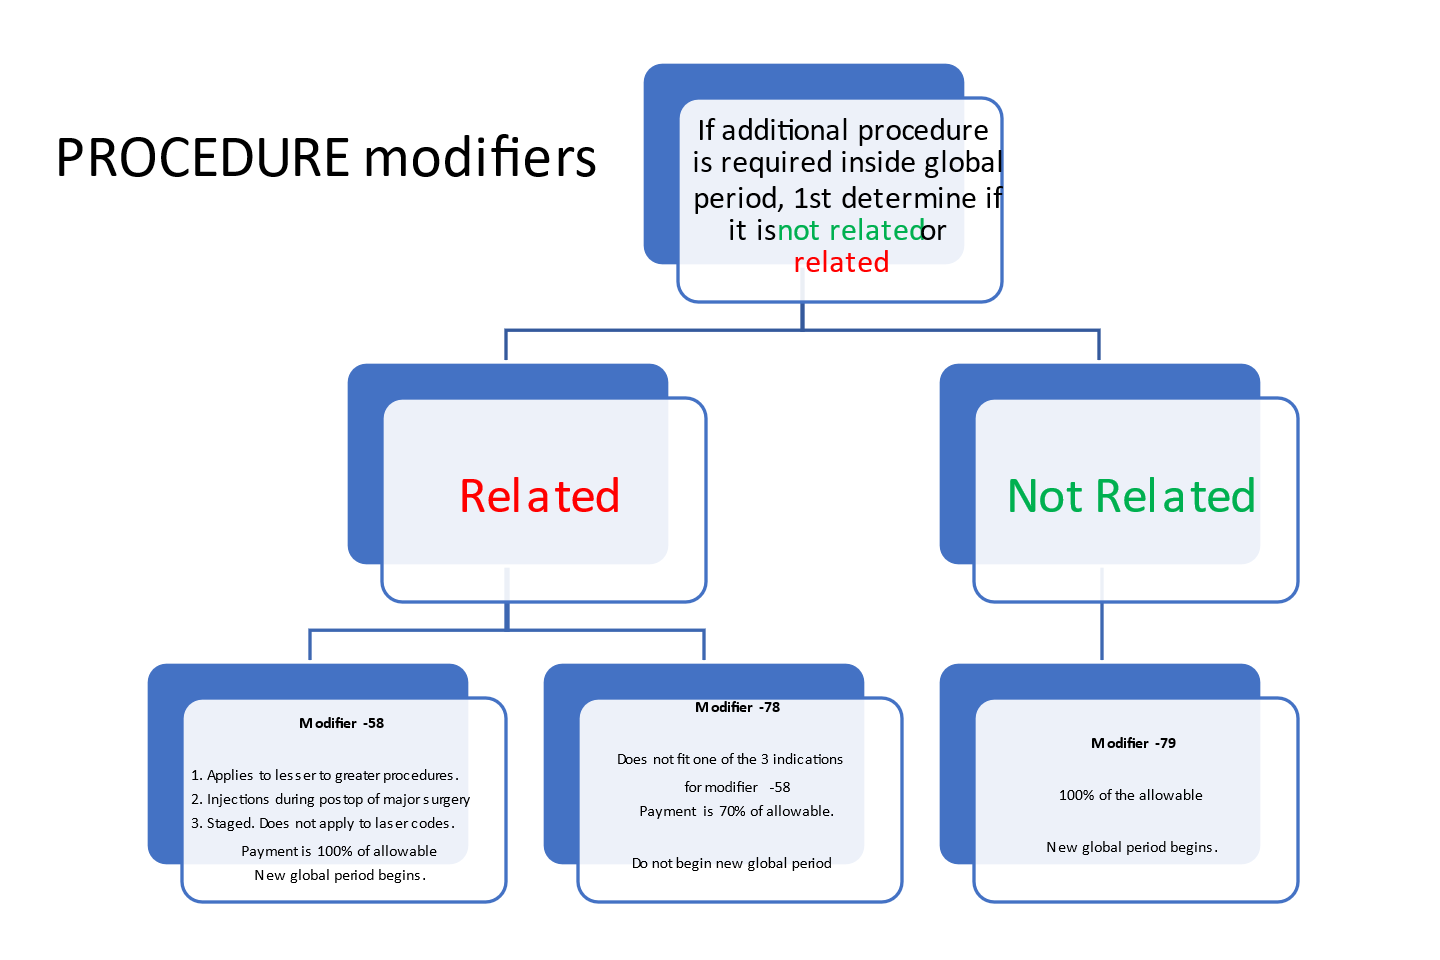 PROCEDURE modifiers
If additional procedure
is required inside global
period, 1st determine if
it is not related or
related
Related
Not Related
Modifier -58
1. Applies to lesser to greater procedures.
2. Injections during postop of major surgery
3. Staged. Does not apply to laser codes.
Payment is 100% of allowable
New global period begins.
Modifier -78
Does not fit one of the 3 indications
for modifier -58
Payment is 70% of allowable.
Do not begin new global period
Modifier -79
100% of the allowable
New global period begins.